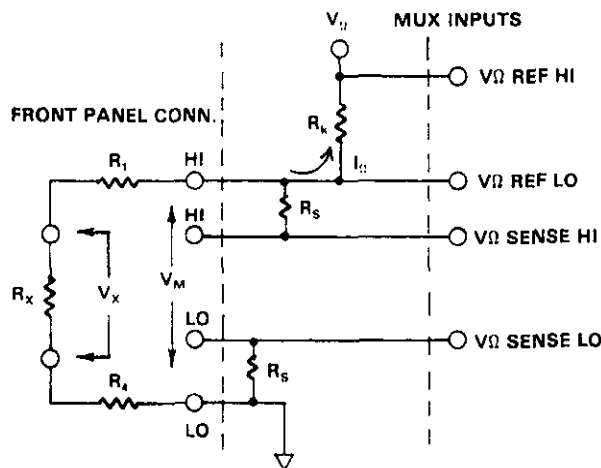 VΩ
MUX INPUTS
VΩ REF HI
FRONT PANEL CONN.
Rk
R1
HI
IΩ
VΩ REF LO
HI
RS
VΩ SENSE HI
RX
VX
VM
LO
VΩ SENSE LO
R4
RS
LO